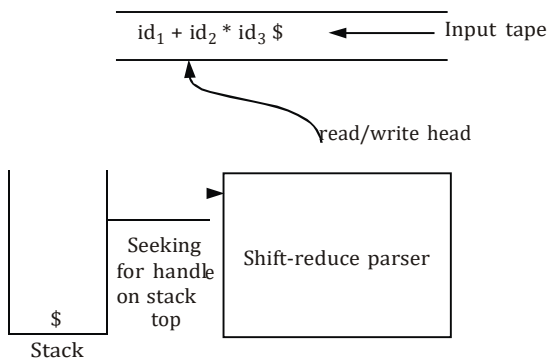 id₁ + id₂ * id₃ $
Input tape
read/write head
Seeking
for handle
on stack
top
Shift-reduce parser
$
Stack